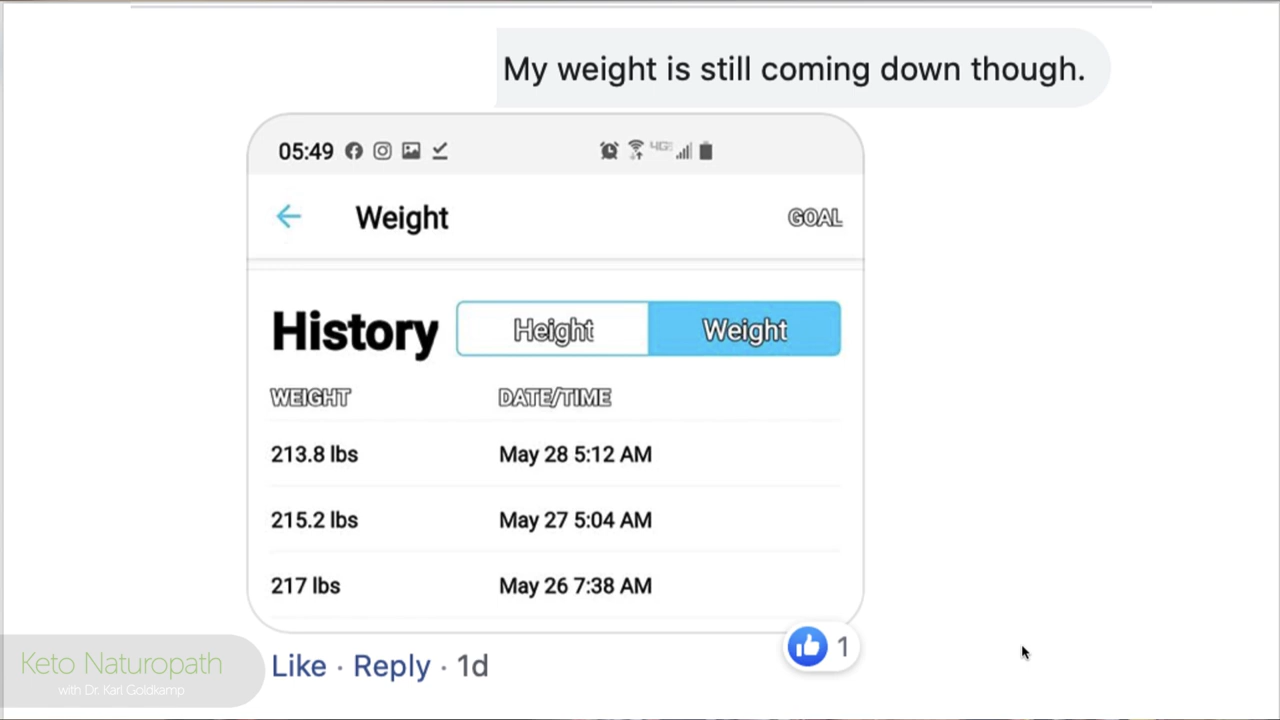 My weight is still coming down though.
05:49 4G
Weight GOAL
History Height Weight
WEIGHT DATE/TIME
213.8 lbs May 28 5:12 AM
215.2 lbs May 27 5:04 AM
217 lbs May 26 7:38 AM
Like · Reply · 1d 1
Keto Naturopath
with Dr. Karl Goldkamp